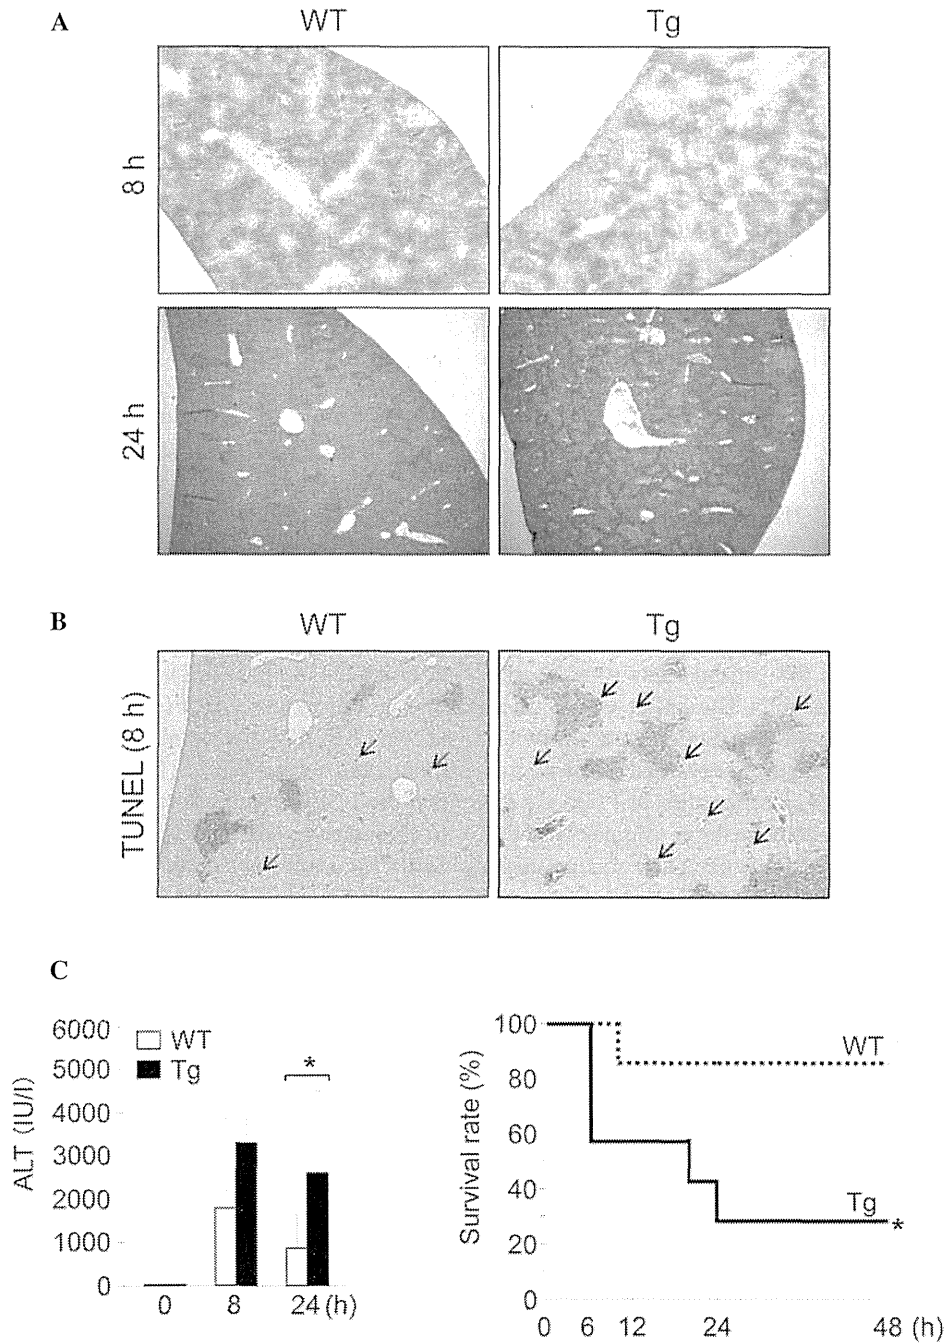 A
WT Tg
8 h
24 h
B
WT Tg
TUNEL (8 h)
C
6000
5000
4000
3000
2000
1000
0
ALT (IU/l)
WT
Tg
*
0 8 24 (h)
100
80
60
40
20
0
Survival rate (%)
WT
Tg
*
0 6 12 24 48 (h)